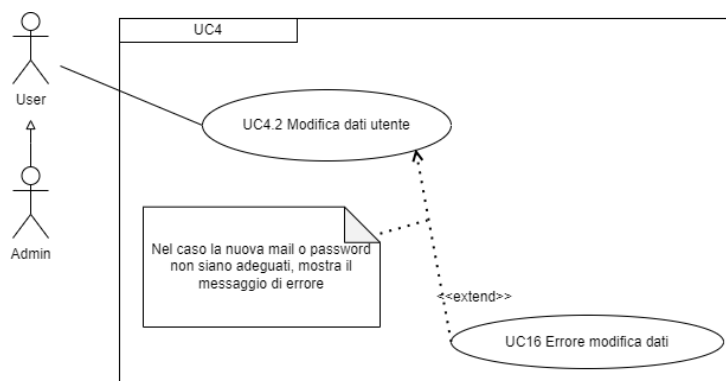 UC4
User
UC4.2 Modifica dati utente
Admin
Nel caso la nuova mail o password
non siano adeguati, mostra il
messaggio di errore
<<extend>>
UC16 Errore modifica dati